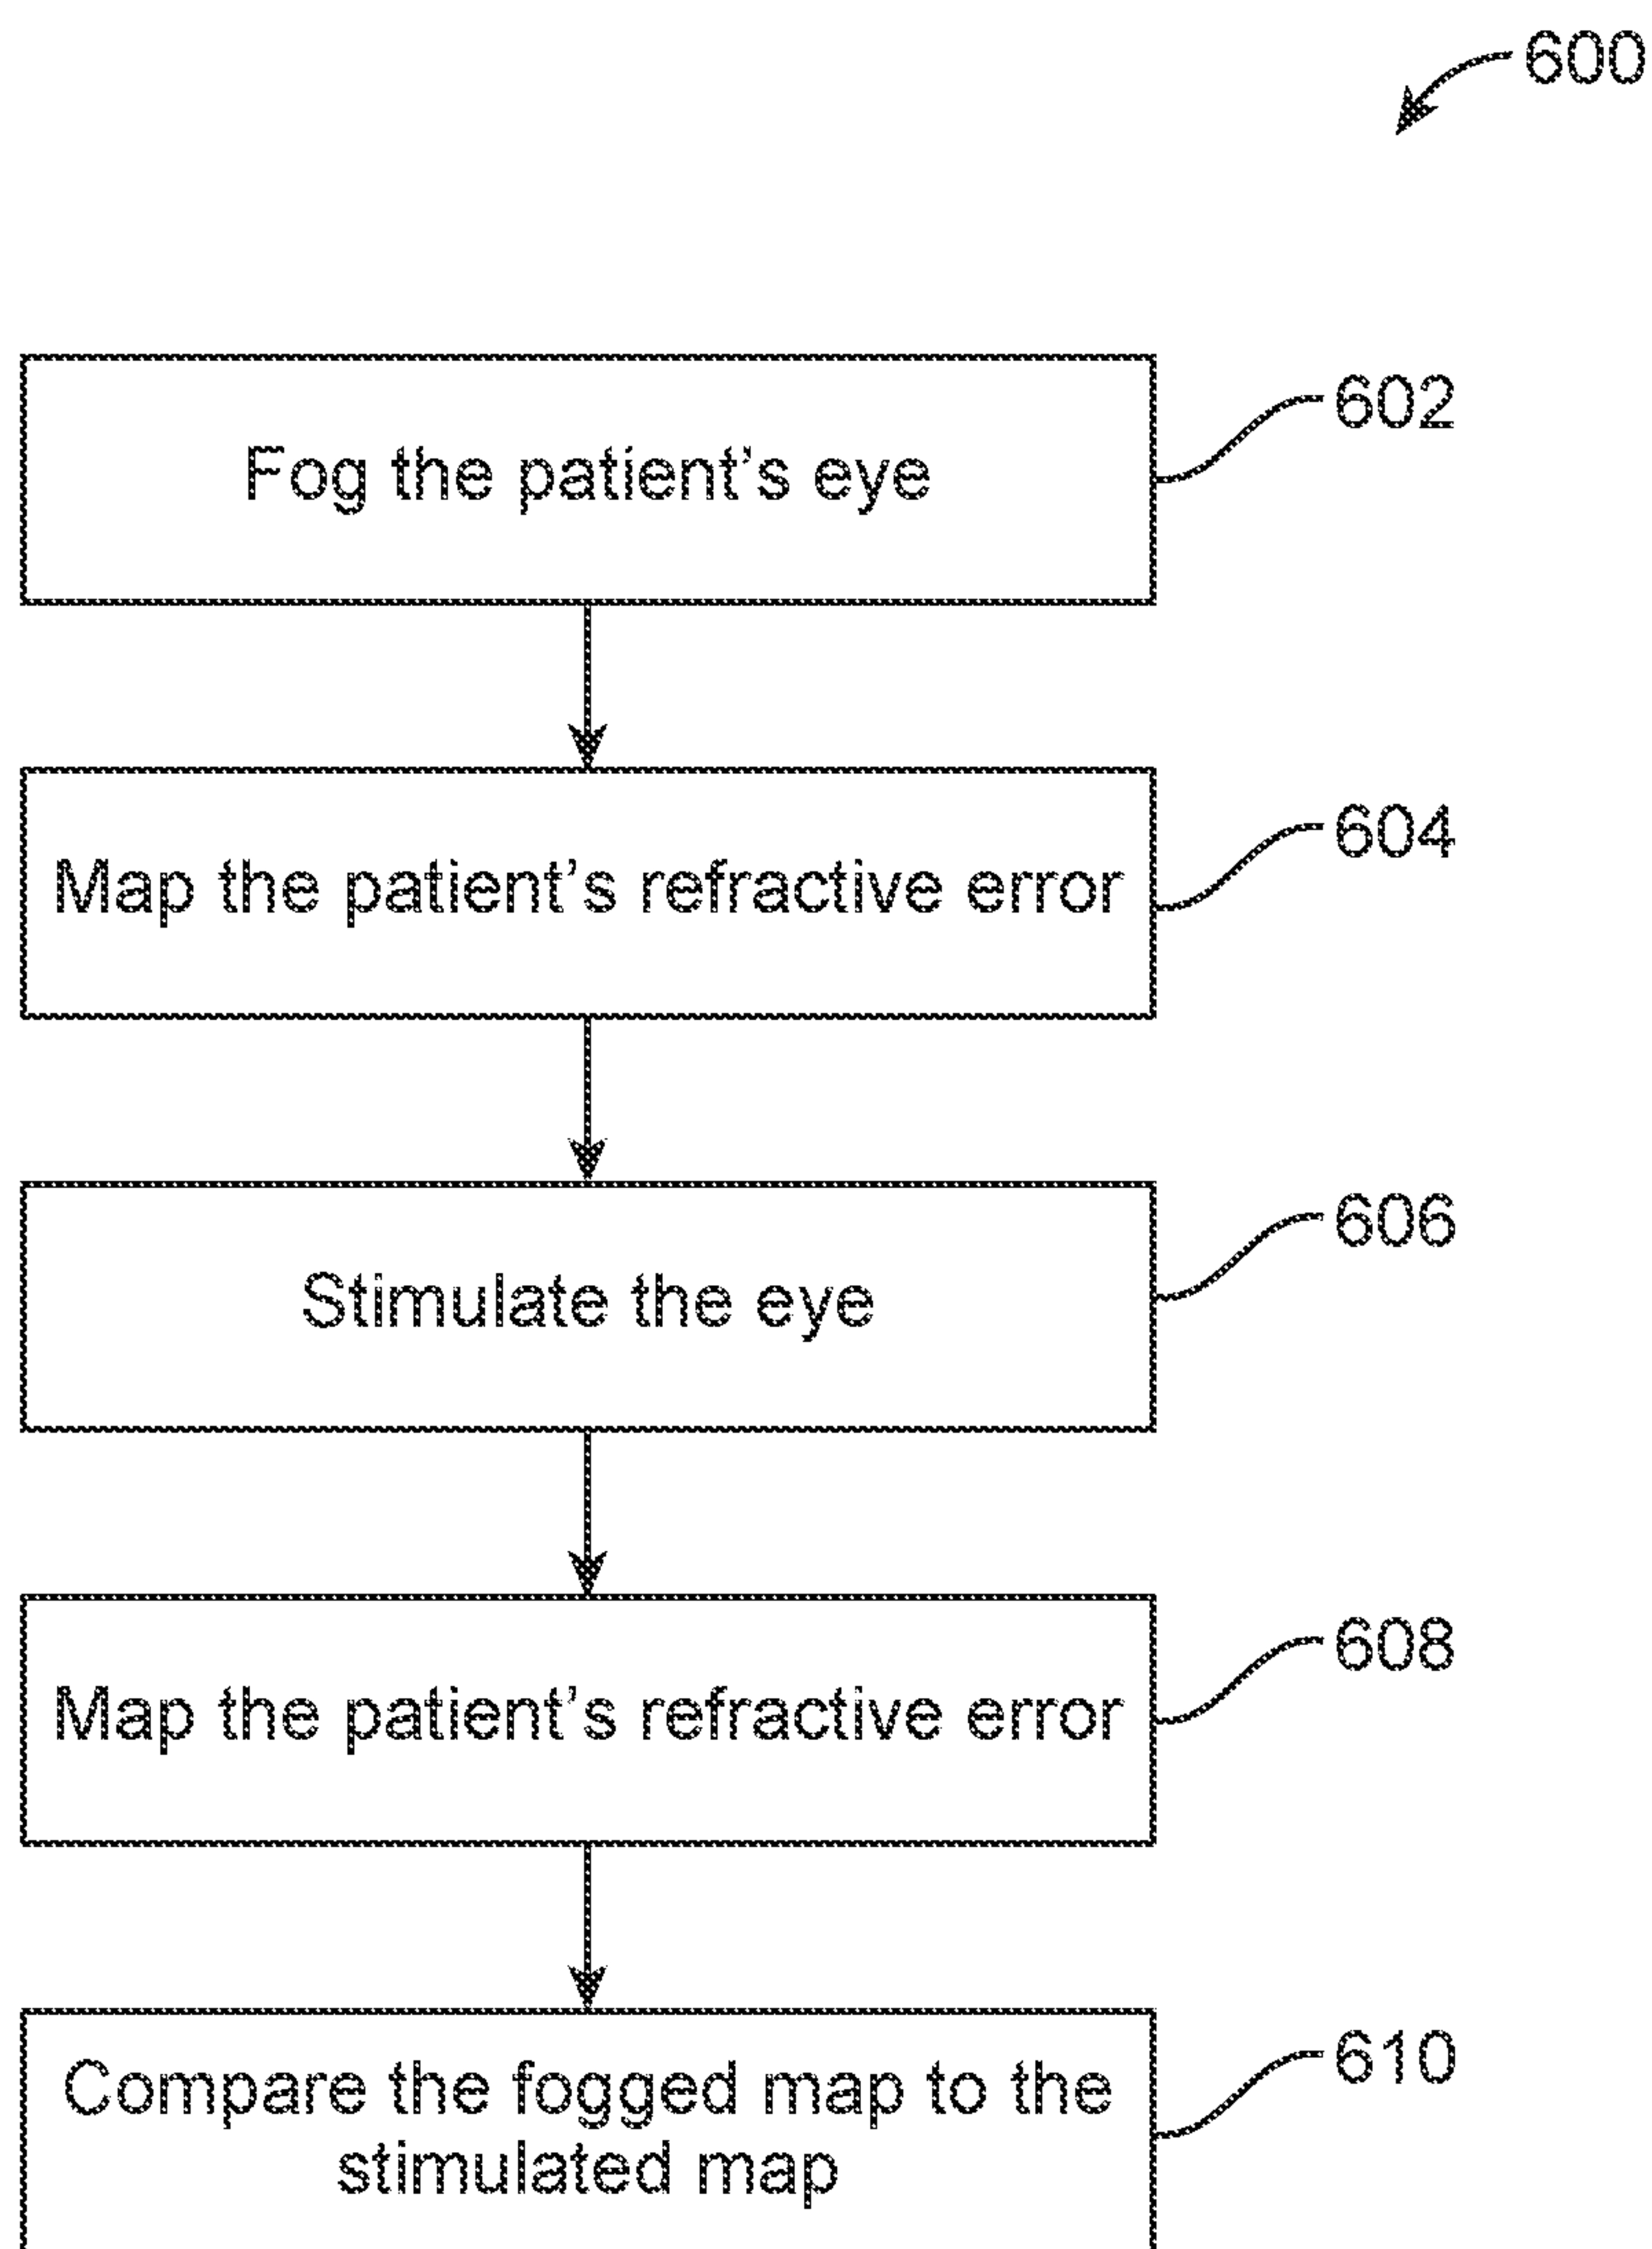 600
Fog the patient's eye
602
Map the patient's refractive error
604
Stimulate the eye
606
Map the patient's refractive error
608
Compare the fogged map to the
stimulated map
610